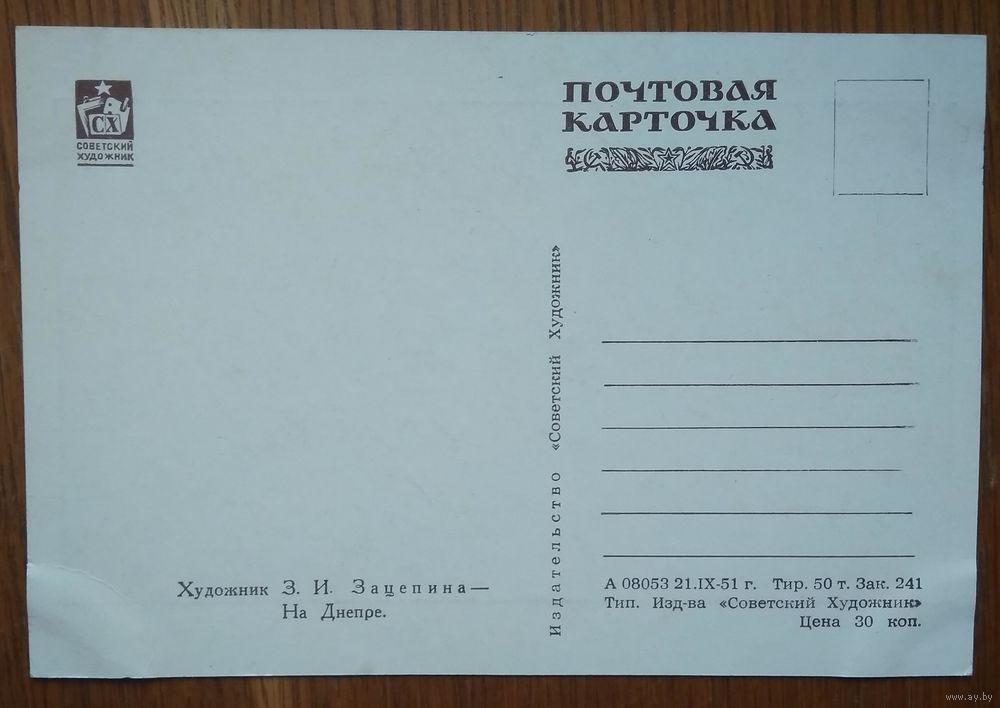 СХ
СОВЕТСКИЙ
ХУДОЖНИК
ПОЧТОВАЯ
КАРТОЧКА
Издательство «Советский Художник»
Художник З. И. Зацепина—
На Днепре.
А 08053 21.IX-51 г. Тир. 50 т. Зак. 241
Тип. Изд-ва «Советский Художник»
Цена 30 коп.
www.ay.by